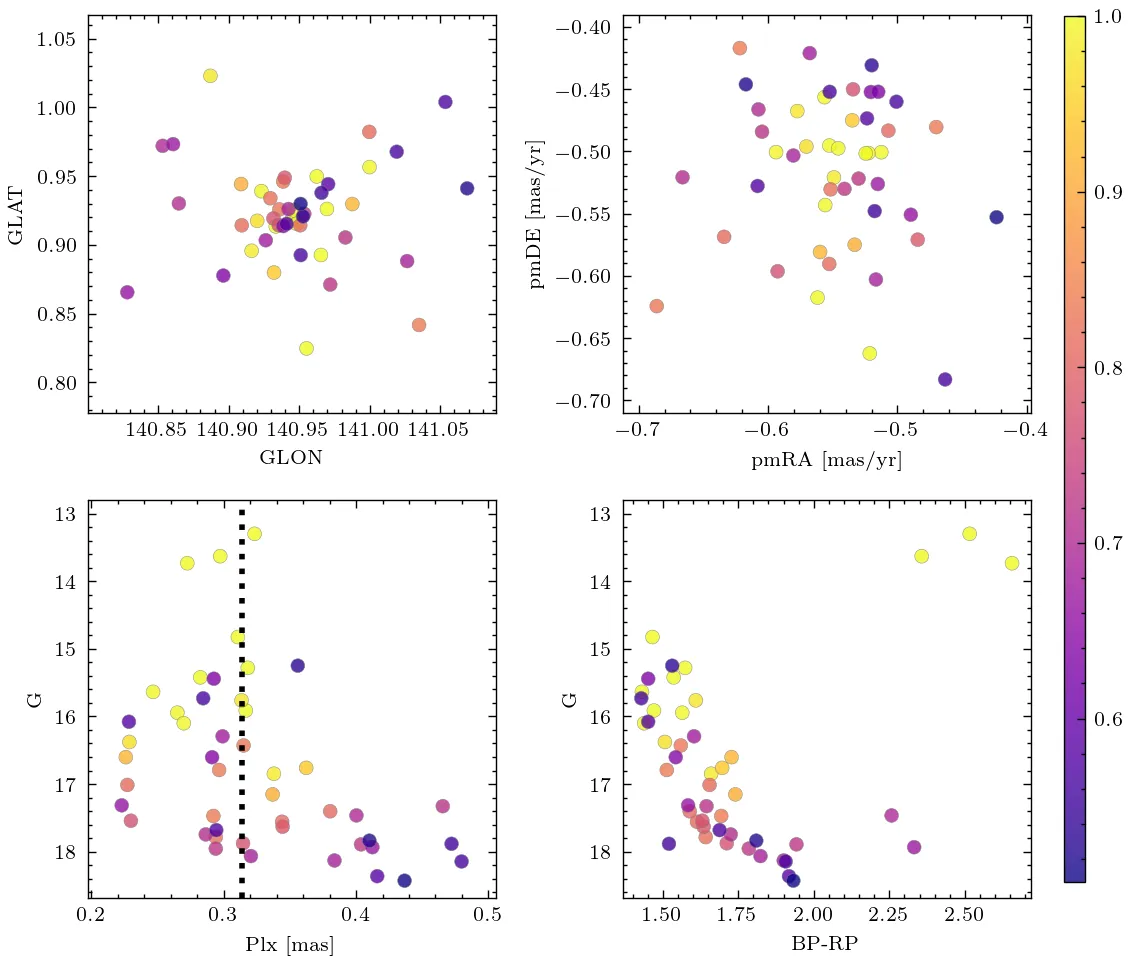 1.05
1.00
0.95
0.90
0.85
0.80
GLAT
140.85 140.90 140.95 141.00 141.05
GLON
−0.40
−0.45
−0.50
−0.55
−0.60
−0.65
−0.70
pmDE [mas/yr]
−0.7 −0.6 −0.5 −0.4
pmRA [mas/yr]
1.0
0.9
0.8
0.7
0.6
13
14
15
16
17
18
G
0.2 0.3 0.4 0.5
Plx [mas]
13
14
15
16
17
18
G
1.50 1.75 2.00 2.25 2.50
BP-RP